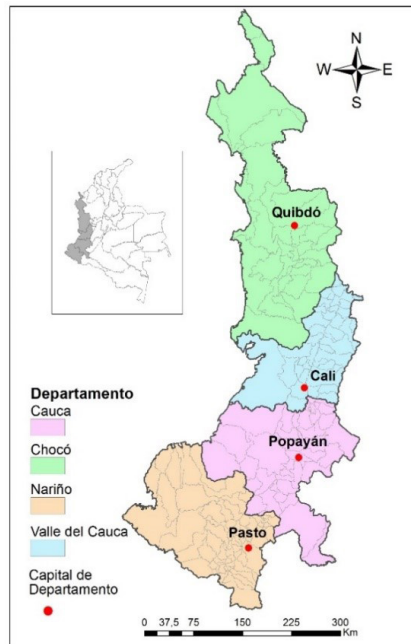 N
W E
S
Quibdó
Cali
Departamento
Cauca
Popayán
Chocó
Nariño
Pasto
Valle del Cauca
Capital de
Departamento
0 37,5 75 150 225 300
Km